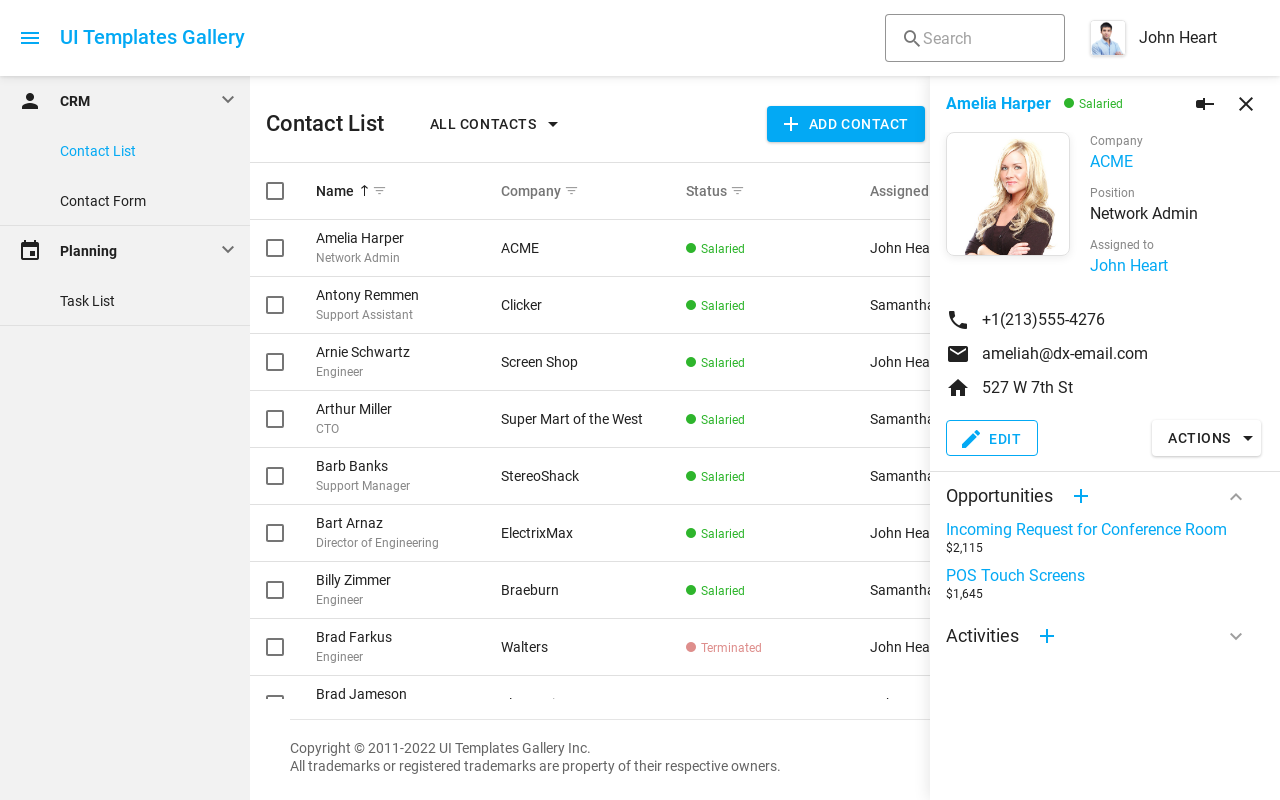 UI Templates Gallery
Search
John Heart
CRM
Contact List
Contact Form
Planning
Task List
Contact List
ALL CONTACTS
ADD CONTACT
Name
Company
Status
Assigned
Amelia Harper
Network Admin
ACME
Salaried
John Hea
Antony Remmen
Support Assistant
Clicker
Salaried
Samantha
Arnie Schwartz
Engineer
Screen Shop
Salaried
John Hea
Arthur Miller
CTO
Super Mart of the West
Salaried
Samantha
Barb Banks
Support Manager
StereoShack
Salaried
Samantha
Bart Arnaz
Director of Engineering
ElectrixMax
Salaried
John Hea
Billy Zimmer
Engineer
Braeburn
Salaried
Samantha
Brad Farkus
Engineer
Walters
Terminated
John Hea
Brad Jameson
Copyright © 2011-2022 UI Templates Gallery Inc.
All trademarks or registered trademarks are property of their respective owners.
Amelia Harper
Salaried
Company
ACME
Position
Network Admin
Assigned to
John Heart
+1(213)555-4276
ameliah@dx-email.com
527 W 7th St
EDIT
ACTIONS
Opportunities
Incoming Request for Conference Room
$2,115
POS Touch Screens
$1,645
Activities